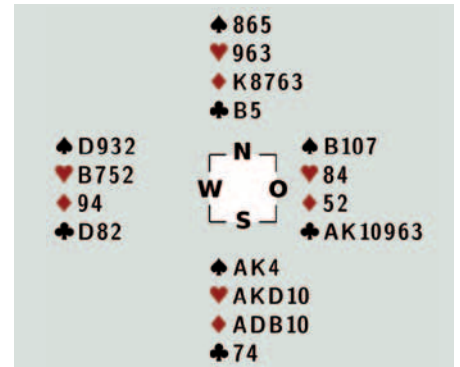 ♠865
♥963
♦K8763
♣B5
♠D932
♥B752
♦94
♣D82
N
W O
S
♠B107
♥84
♦52
♣AK10963
♠AK4
♥AKD10
♦ADB10
♣74